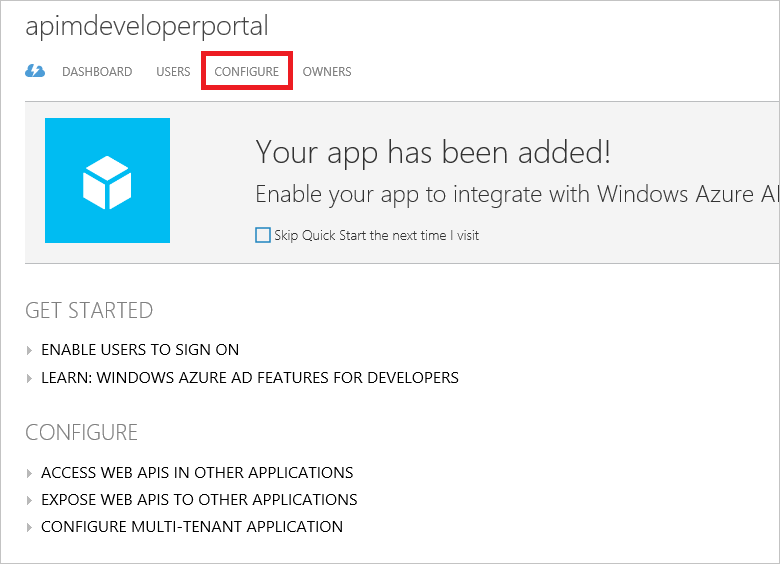 apimdeveloperportal
DASHBOARD USERS CONFIGURE OWNERS
Your app has been added!
Enable your app to integrate with Windows Azure
Skip Quick Start the next time I visit
GET STARTED
ENABLE USERS TO SIGN ON
LEARN: WINDOWS AZURE AD FEATURES FOR DEVELOPERS
CONFIGURE
ACCESS WEB APIS IN OTHER APPLICATIONS
EXPOSE WEB APIS TO OTHER APPLICATIONS
CONFIGURE MULTI-TENANT APPLICATION